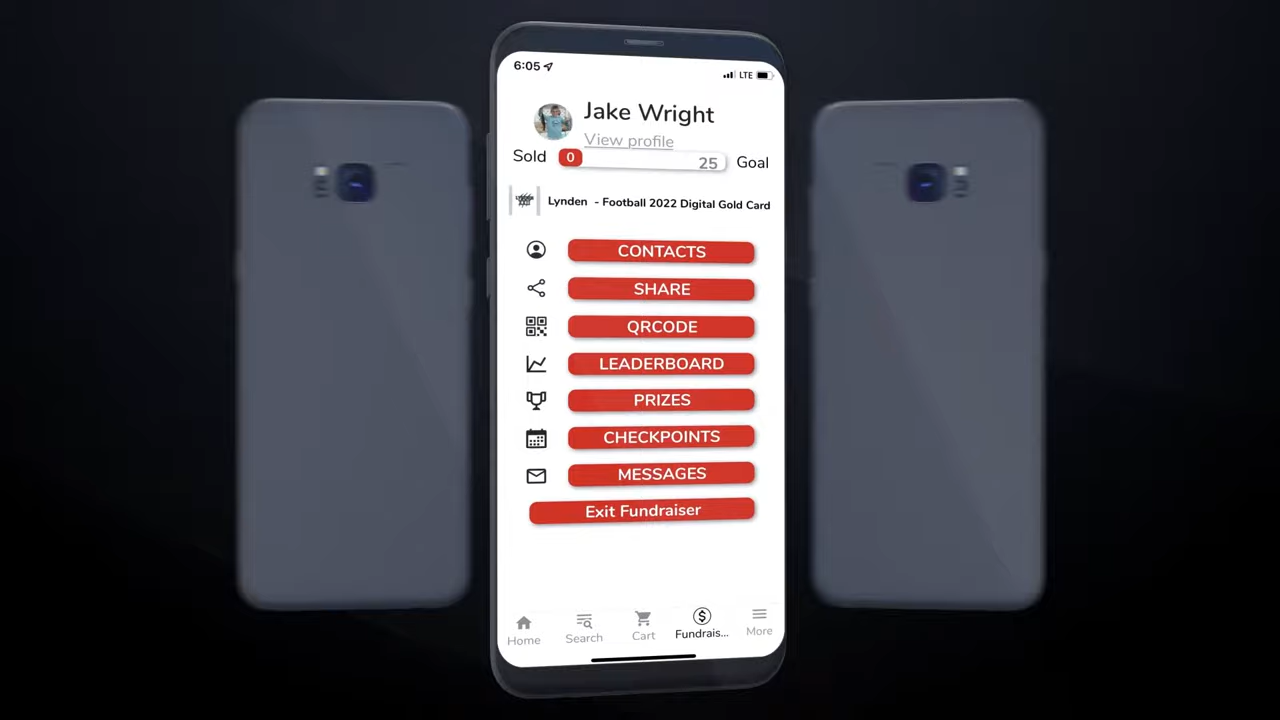 6:05
LTE
Jake Wright
View profile
Sold 0 25 Goal
Lynden - Football 2022 Digital Gold Card
CONTACTS
SHARE
QRCODE
LEADERBOARD
PRIZES
CHECKPOINTS
MESSAGES
Exit Fundraiser
Home Search Cart Fundrais... More